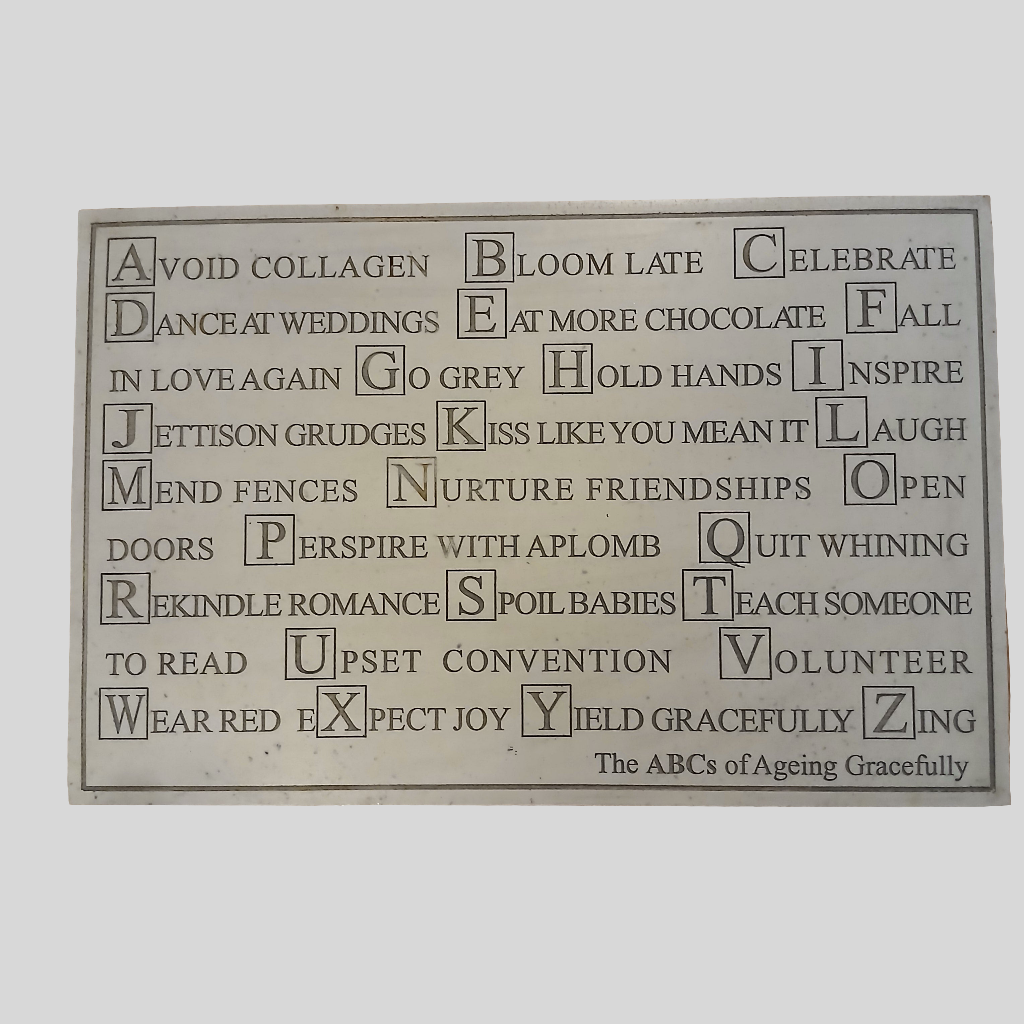 AVOID COLLAGEN BLOOM LATE CELEBRATE
DANCE AT WEDDINGS EAT MORE CHOCOLATE FALL
IN LOVE AGAIN GO GREY HOLD HANDS INSPIRE
JETTISON GRUDGES KISS LIKE YOU MEAN IT LAUGH
MEND FENCES NURTURE FRIENDSHIPS OPEN
DOORS PERSPIRE WITH APLOMB QUIT WHINING
REKINDLE ROMANCE SPOIL BABIES TEACH SOMEONE
TO READ UPSET CONVENTION VOLUNTEER
WEAR RED EXPECT JOY YIELD GRACEFULLY ZING
The ABCs of Ageing Gracefully